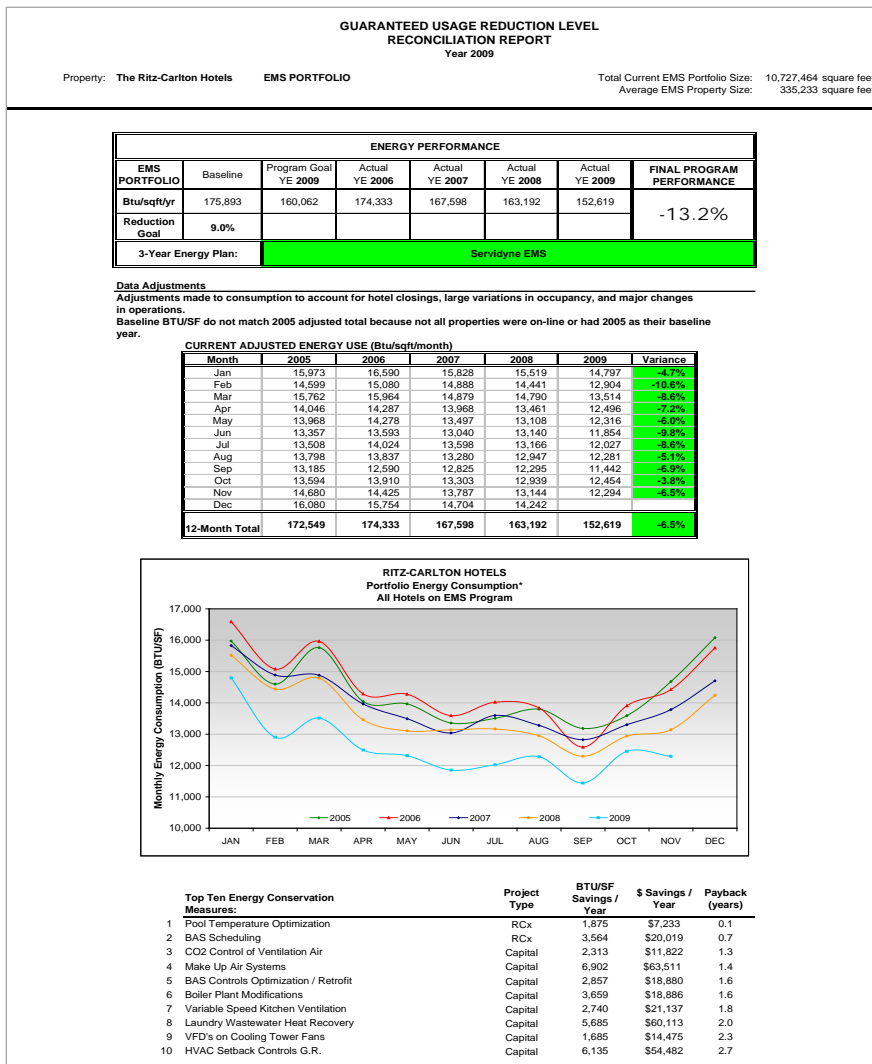 GUARANTEED USAGE REDUCTION LEVEL
RECONCILIATION REPORT
Year 2009
Property: The Ritz-Carlton Hotels EMS PORTFOLIO Total Current EMS Portfolio Size: 10,727,464 square feet
Average EMS Property Size: 335,233 square feet
ENERGY PERFORMANCE
EMS PORTFOLIO Baseline Program Goal YE 2009 Actual YE 2006 Actual YE 2007 Actual YE 2008 Actual YE 2009 FINAL PROGRAM PERFORMANCE
Btu/sqft/yr 175,893 160,062 174,333 167,598 163,192 152,619 -13.2%
Reduction Goal 9.0%
3-Year Energy Plan: Servidyne EMS
Data Adjustments
Adjustments made to consumption to account for hotel closings, large variations in occupancy, and major changes
in operations.
Baseline BTU/SF do not match 2005 adjusted total because not all properties were on-line or had 2005 as their baseline
year.
CURRENT ADJUSTED ENERGY USE (Btu/sqft/month)
Month 2005 2006 2007 2008 2009 Variance
Jan 15,973 16,590 15,828 15,519 14,797 -4.7%
Feb 14,599 15,080 14,888 14,441 12,904 -10.6%
Mar 15,762 15,964 14,879 14,790 13,514 -8.6%
Apr 14,046 14,287 13,968 13,461 12,496 -7.2%
May 13,968 14,278 13,497 13,108 12,316 -6.0%
Jun 13,357 13,593 13,040 13,140 11,854 -9.8%
Jul 13,508 14,024 13,598 13,166 12,027 -8.6%
Aug 13,798 13,837 13,280 12,947 12,281 -5.1%
Sep 13,185 12,590 12,825 12,295 11,442 -6.9%
Oct 13,594 13,910 13,303 12,939 12,454 -3.8%
Nov 14,680 14,425 13,787 13,144 12,294 -6.5%
Dec 16,080 15,754 14,704 14,242
12-Month Total 172,549 174,333 167,598 163,192 152,619 -6.5%
RITZ-CARLTON HOTELS
Portfolio Energy Consumption*
All Hotels on EMS Program
Monthly Energy Consumption (BTU/SF)
17,000
16,000
15,000
14,000
13,000
12,000
11,000
10,000
2005 2006 2007 2008 2009
JAN FEB MAR APR MAY JUN JUL AUG SEP OCT NOV DEC
Top Ten Energy Conservation Measures: Project Type BTU/SF Savings / Year $ Savings / Year Payback (years)
1 Pool Temperature Optimization RCx 1,875 $7,233 0.1
2 BAS Scheduling RCx 3,564 $20,019 0.7
3 CO2 Control of Ventilation Air Capital 2,313 $11,822 1.3
4 Make Up Air Systems Capital 6,902 $63,511 1.4
5 BAS Controls Optimization / Retrofit Capital 2,857 $18,880 1.6
6 Boiler Plant Modifications Capital 3,659 $18,886 1.6
7 Variable Speed Kitchen Ventilation Capital 2,740 $21,137 1.8
8 Laundry Wastewater Heat Recovery Capital 5,685 $60,113 2.0
9 VFD's on Cooling Tower Fans Capital 1,685 $14,475 2.3
10 HVAC Setback Controls G.R. Capital 6,135 $54,482 2.7